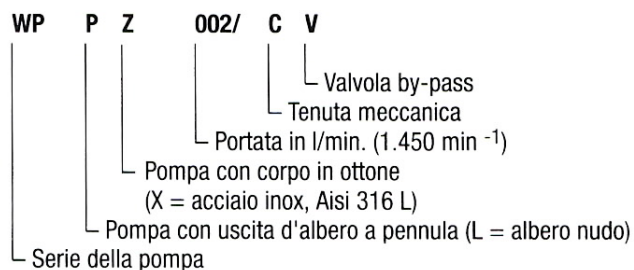 WP P Z 002/ C V
Valvola by-pass
Tenuta meccanica
Portata in l/min. (1.450 min -1)
Pompa con corpo in ottone
(X = acciaio inox, Aisi 316 L)
Pompa con uscita d'albero a pennula (L = albero nudo)
Serie della pompa